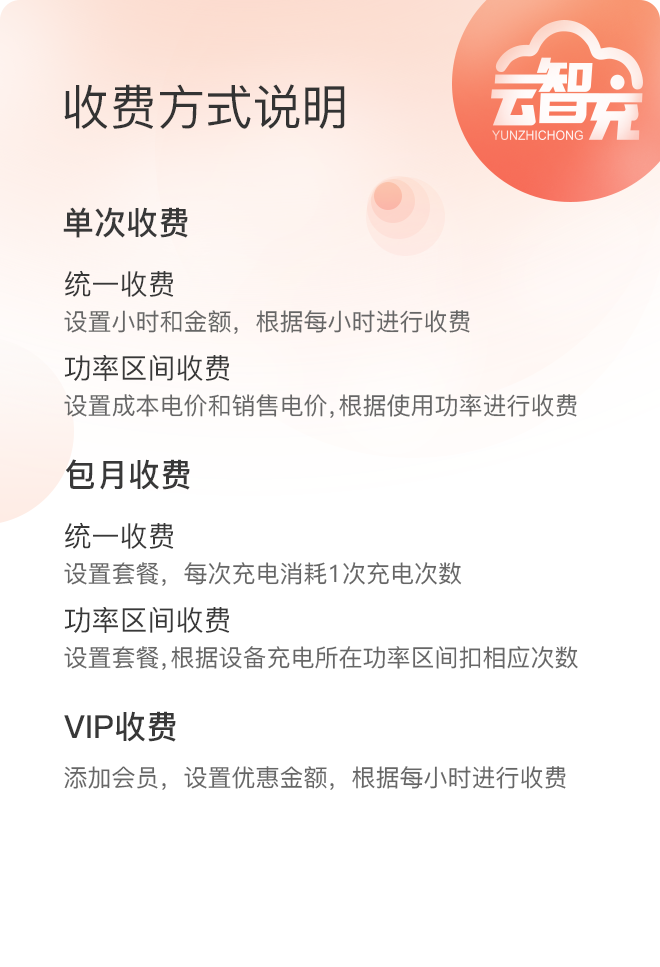 云智充
YUNZHICHONG
收费方式说明
单次收费
统一收费
设置小时和金额，根据每小时进行收费
功率区间收费
设置成本电价和销售电价,根据使用功率进行收费
包月收费
统一收费
设置套餐，每次充电消耗1次充电次数
功率区间收费
设置套餐,根据设备充电所在功率区间扣相应次数
VIP收费
添加会员，设置优惠金额，根据每小时进行收费